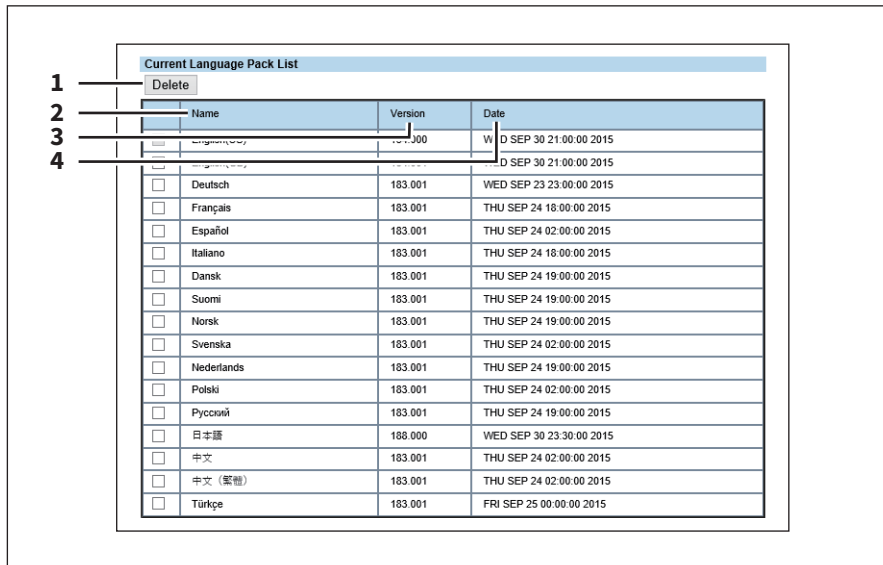 Current Language Pack List
1 Delete
2 Name Version Date
3
4
WED SEP 30 21:00:00 2015
WED SEP 30 21:00:00 2015
Deutsch 183.001 WED SEP 23 23:00:00 2015
Français 183.001 THU SEP 24 18:00:00 2015
Español 183.001 THU SEP 24 02:00:00 2015
Italiano 183.001 THU SEP 24 18:00:00 2015
Dansk 183.001 THU SEP 24 19:00:00 2015
Suomi 183.001 THU SEP 24 19:00:00 2015
Norsk 183.001 THU SEP 24 19:00:00 2015
Svenska 183.001 THU SEP 24 02:00:00 2015
Nederlands 183.001 THU SEP 24 19:00:00 2015
Polski 183.001 THU SEP 24 02:00:00 2015
Русский 183.001 THU SEP 24 19:00:00 2015
日本語 188.000 WED SEP 30 23:30:00 2015
中文 183.001 THU SEP 24 02:00:00 2015
中文（繁體） 183.001 THU SEP 24 02:00:00 2015
Türkçe 183.001 FRI SEP 25 00:00:00 2015